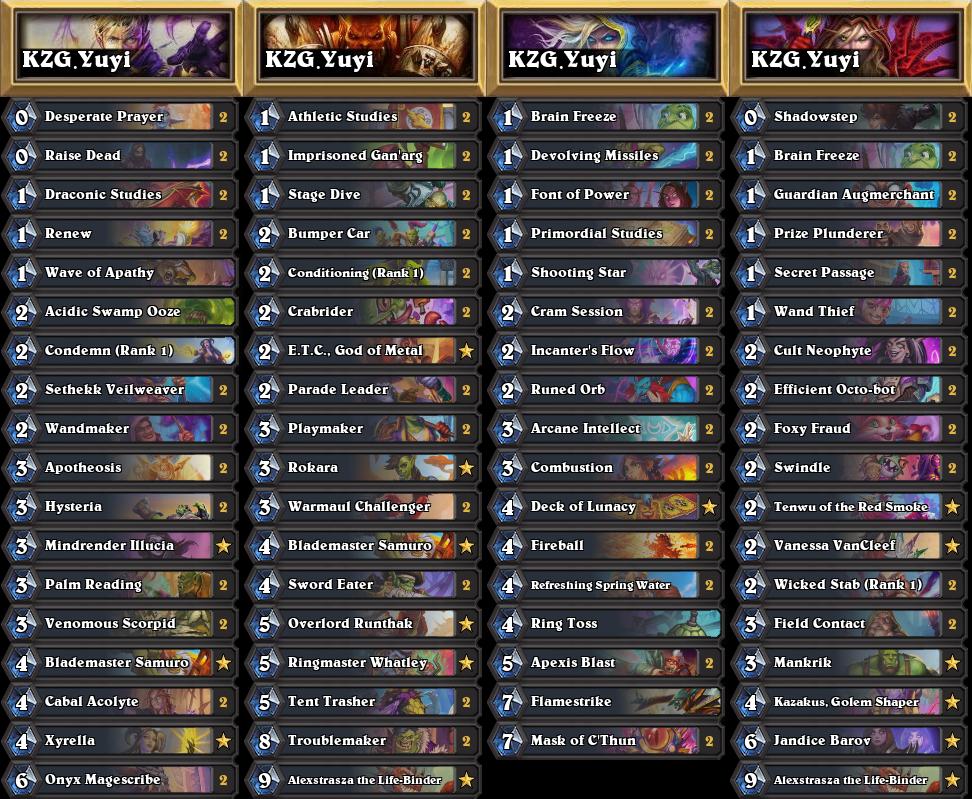 KZG.Yuyi
0 Desperate Prayer 2
0 Raise Dead 2
1 Draconic Studies 2
1 Renew 2
1 Wave of Apathy
2 Acidic Swamp Ooze
2 Condemn (Rank 1)
2 Sethekk Veilweaver 2
2 Wandmaker 2
3 Apotheosis 2
3 Hysteria 2
3 Mindrender Illucia
3 Palm Reading 2
3 Venomous Scorpid 2
4 Blademaster Samuro
4 Cabal Acolyte 2
4 Xyrella
6 Onyx Magescribe 2
KZG.Yuyi
1 Athletic Studies 2
1 Imprisoned Gan'arg 2
1 Stage Dive 2
2 Bumper Car 2
2 Conditioning (Rank 1) 2
2 Crabrider 2
2 E.T.C., God of Metal
2 Parade Leader 2
3 Playmaker 2
3 Rokara
3 Warmaul Challenger 2
4 Blademaster Samuro
4 Sword Eater 2
5 Overlord Runthak
5 Ringmaster Whatley
5 Tent Trasher 2
8 Troublemaker 2
9 Alexstrasza the Life-Binder
KZG.Yuyi
1 Brain Freeze 2
1 Devolving Missiles 2
1 Font of Power 2
1 Primordial Studies 2
1 Shooting Star
2 Cram Session 2
2 Incanter's Flow 2
2 Runed Orb 2
3 Arcane Intellect 2
3 Combustion 2
4 Deck of Lunacy
4 Fireball 2
4 Refreshing Spring Water 2
4 Ring Toss
5 Apexis Blast 2
7 Flamestrike
7 Mask of C'Thun 2
KZG.Yuyi
0 Shadowstep 2
1 Brain Freeze 2
1 Guardian Augmerchant 2
1 Prize Plunderer 2
1 Secret Passage 2
1 Wand Thief 2
2 Cult Neophyte 2
2 Efficient Octo-bot 2
2 Foxy Fraud 2
2 Swindle 2
2 Tenwu of the Red Smoke
2 Vanessa VanCleef
2 Wicked Stab (Rank 1) 2
3 Field Contact 2
3 Mankrik
4 Kazakus, Golem Shaper
6 Jandice Barov
9 Alexstrasza the Life-Binder